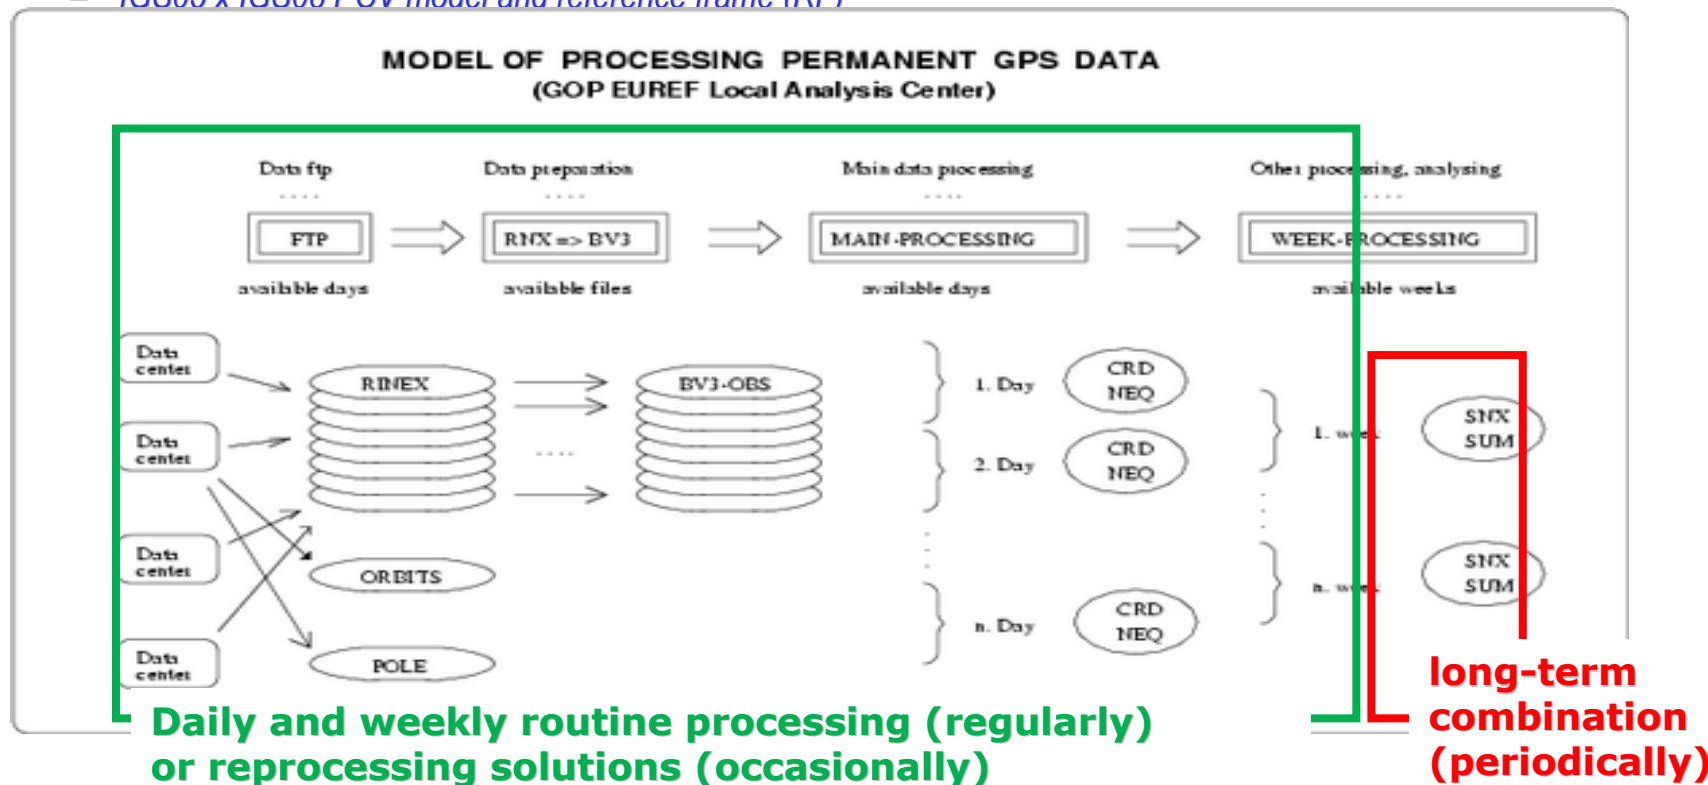 MODEL OF PROCESSING PERMANENT GPS DATA
(GOP EUREF Local Analysis Center)
Data ftp
Data preparation
Main data processing
Other processing, analysing
FTP
RNX => BV3
MAIN-PROCESSING
WEEK-PROCESSING
available days
available files
available days
available weeks
Data
center
Data
center
Data
center
Data
center
RINEX
ORBITS
POLE
BV3-OBS
1. Day
CRD
NEQ
2. Day
CRD
NEQ
n. Day
CRD
NEQ
1. week
SNX
SUM
n. week
SNX
SUM
Daily and weekly routine processing (regularly)
or reprocessing solutions (occasionally)
long-term
combination
(periodically)